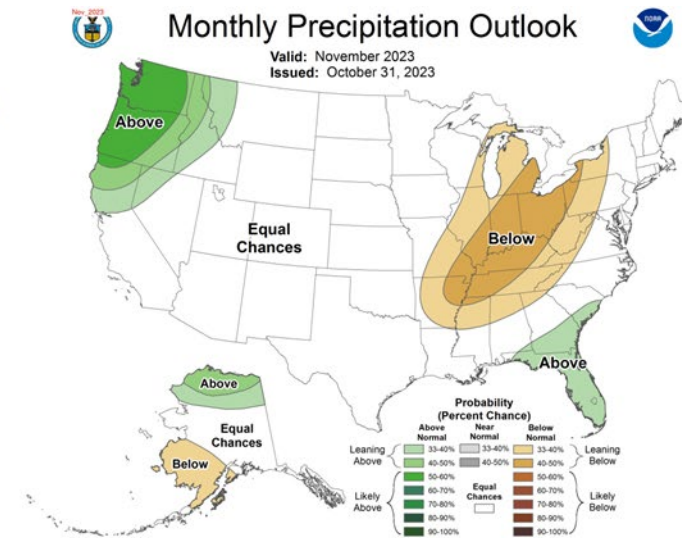 Nov_2023
Monthly Precipitation Outlook
NOAA
Valid: November 2023
Issued: October 31, 2023
Above
Equal
Chances
Below
Above
Above
Equal
Chances
Below
Probability
(Percent Chance)
Above Normal
Near Normal
Below Normal
Leaning Above
33-40%
33-40%
33-40%
Leaning Below
40-50%
40-50%
40-50%
Likely Above
50-60%
Equal Chances
50-60%
Likely Below
60-70%
60-70%
70-80%
70-80%
80-90%
80-90%
90-100%
90-100%